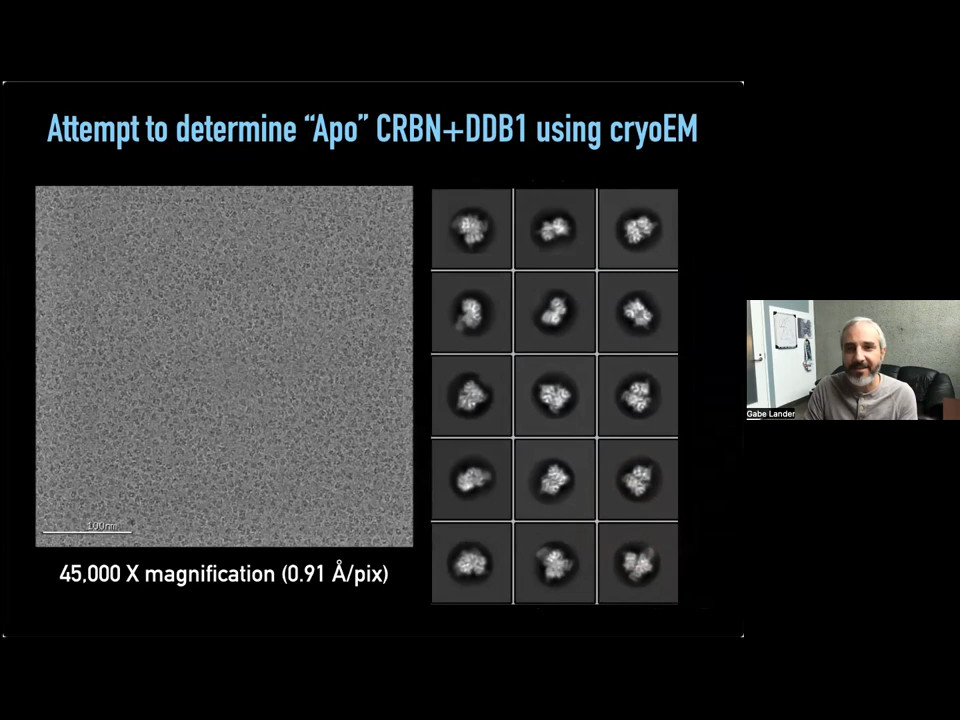 Attempt to determine “Apo” CRBN+DDB1 using cryoEM
100nm
45,000 X magnification (0.91 Å/pix)
Gabe Lander